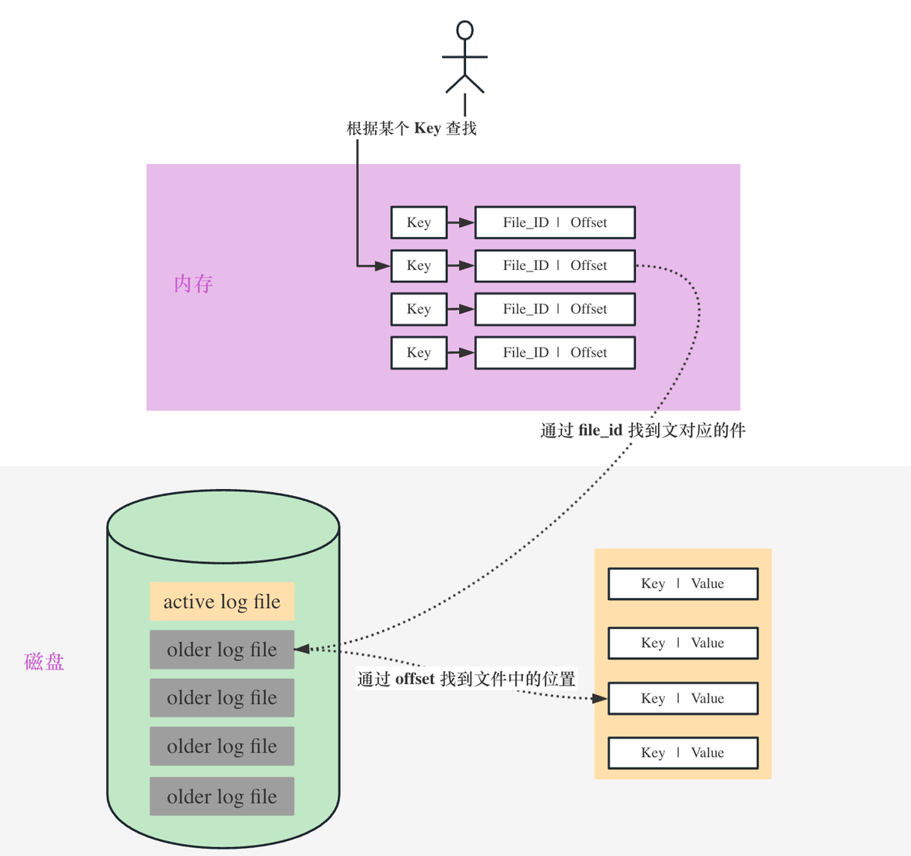 根据某个 Key 查找
Key
File_ID | Offset
内存
Key
File_ID | Offset
Key
File_ID | Offset
Key
File_ID | Offset
通过 file_id 找到文对应的件
磁盘
active log file
older log file
older log file
older log file
older log file
通过 offset 找到文件中的位置
Key | Value
Key | Value
Key | Value
Key | Value